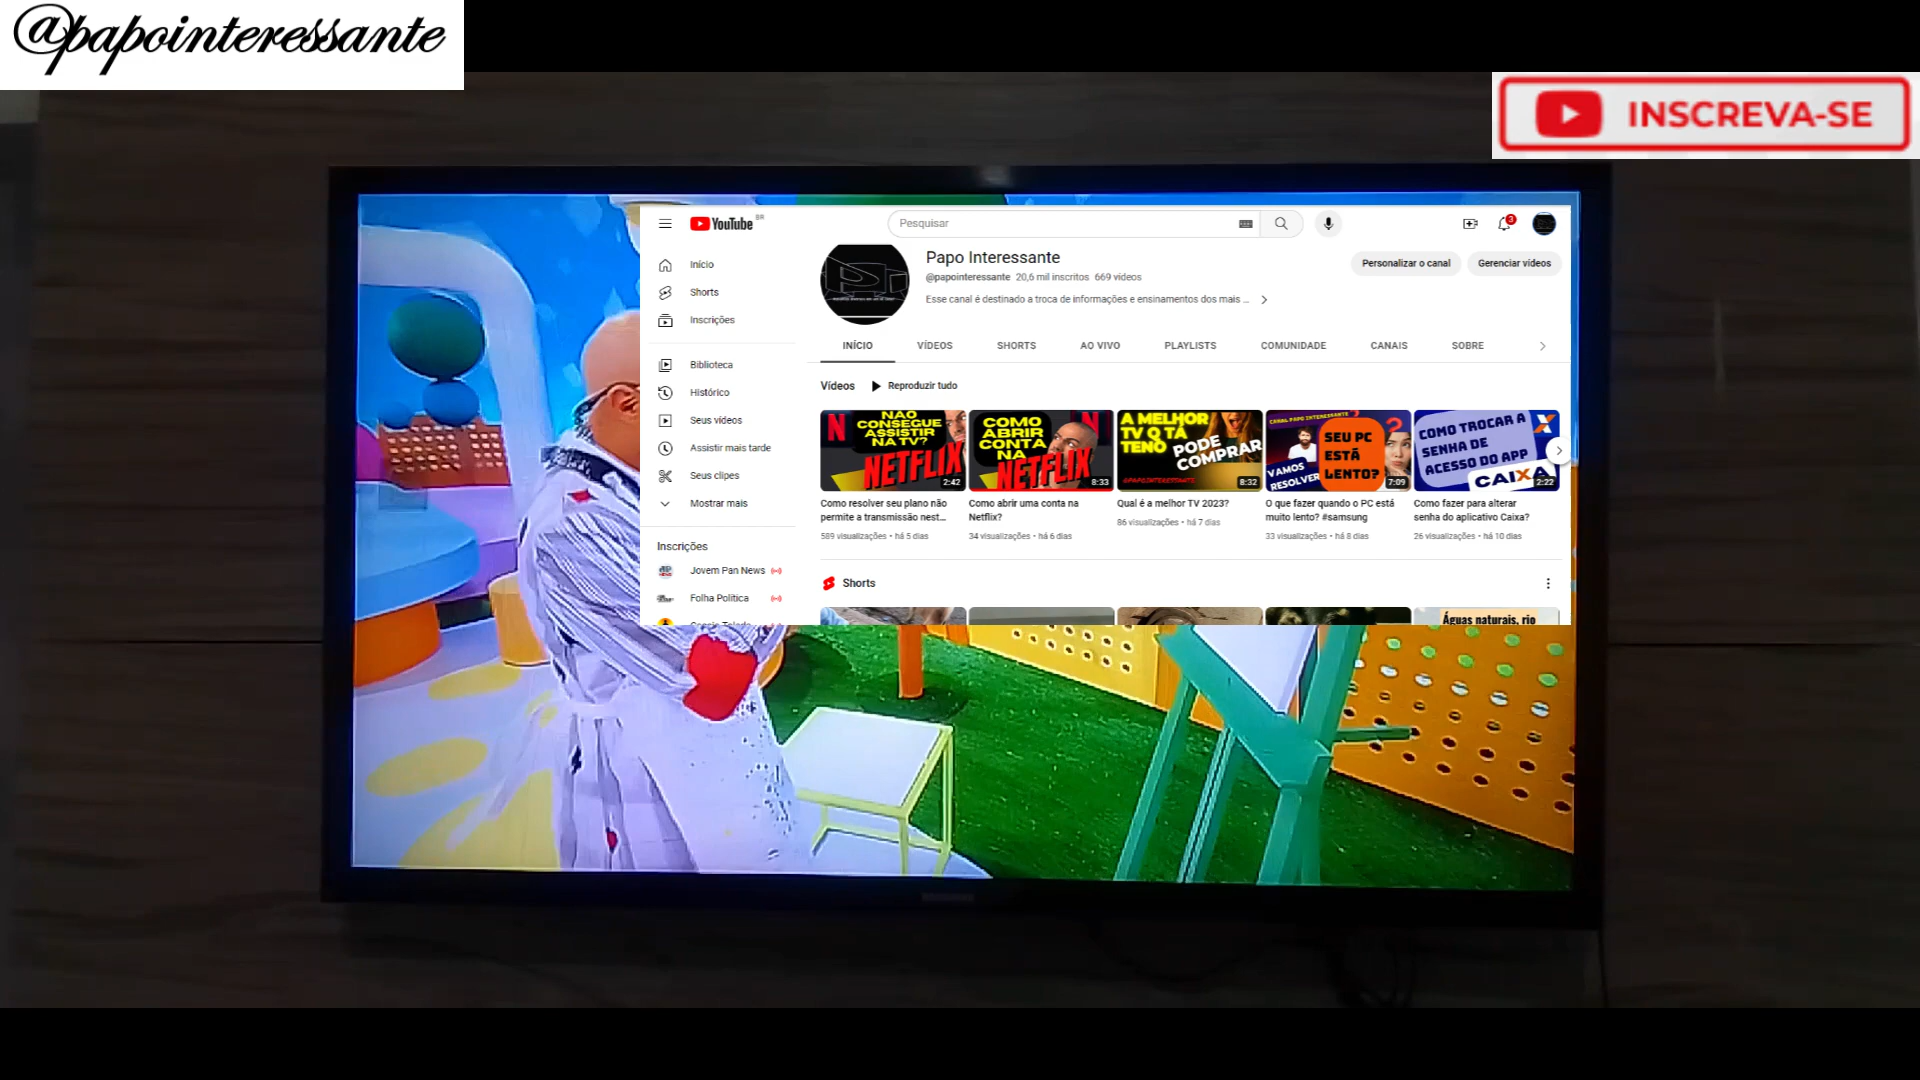 @papointeressante
INSCREVA-SE
YouTube BR
Pesquisar
3
Início
Shorts
Inscrições
Biblioteca
Histórico
Seus vídeos
Assistir mais tarde
Seus clipes
Mostrar mais
Inscrições
Jovem Pan News
Folha Política
Papo Interessante
@papointeressante 20,6 mil inscritos 669 vídeos
Esse canal é destinado a troca de informações e ensinamentos dos mais ...
Personalizar o canal
Gerenciar vídeos
INÍCIO VÍDEOS SHORTS AO VIVO PLAYLISTS COMUNIDADE CANAIS SOBRE
Vídeos Reproduzir tudo
N
NÃO
CONSEGUE
ASSISTIR
NA TV?
NETFLIX
2:42
Como resolver seu plano não
permite a transmissão nest...
589 visualizações • há 5 dias
COMO
ABRIR
CONTA
NA
NETFLIX
N
8:33
Como abrir uma conta na
Netflix?
34 visualizações • há 6 dias
A MELHOR
TV Q TÁ
TENO
PODE
COMPRAR
@PAPOINTERESSANTE
8:32
Qual é a melhor TV 2023?
86 visualizações • há 7 dias
CANAL PAPO INTERESSANTE
SEU PC
ESTÁ
LENTO?
VAMOS
RESOLVER
7:09
O que fazer quando o PC está
muito lento? #samsung
33 visualizações • há 8 dias
COMO TROCAR A
SENHA DE
ACESSO DO APP
X
CAIXA
2:22
Como fazer para alterar
senha do aplicativo Caixa?
26 visualizações • há 10 dias
Shorts
Águas naturais, rio